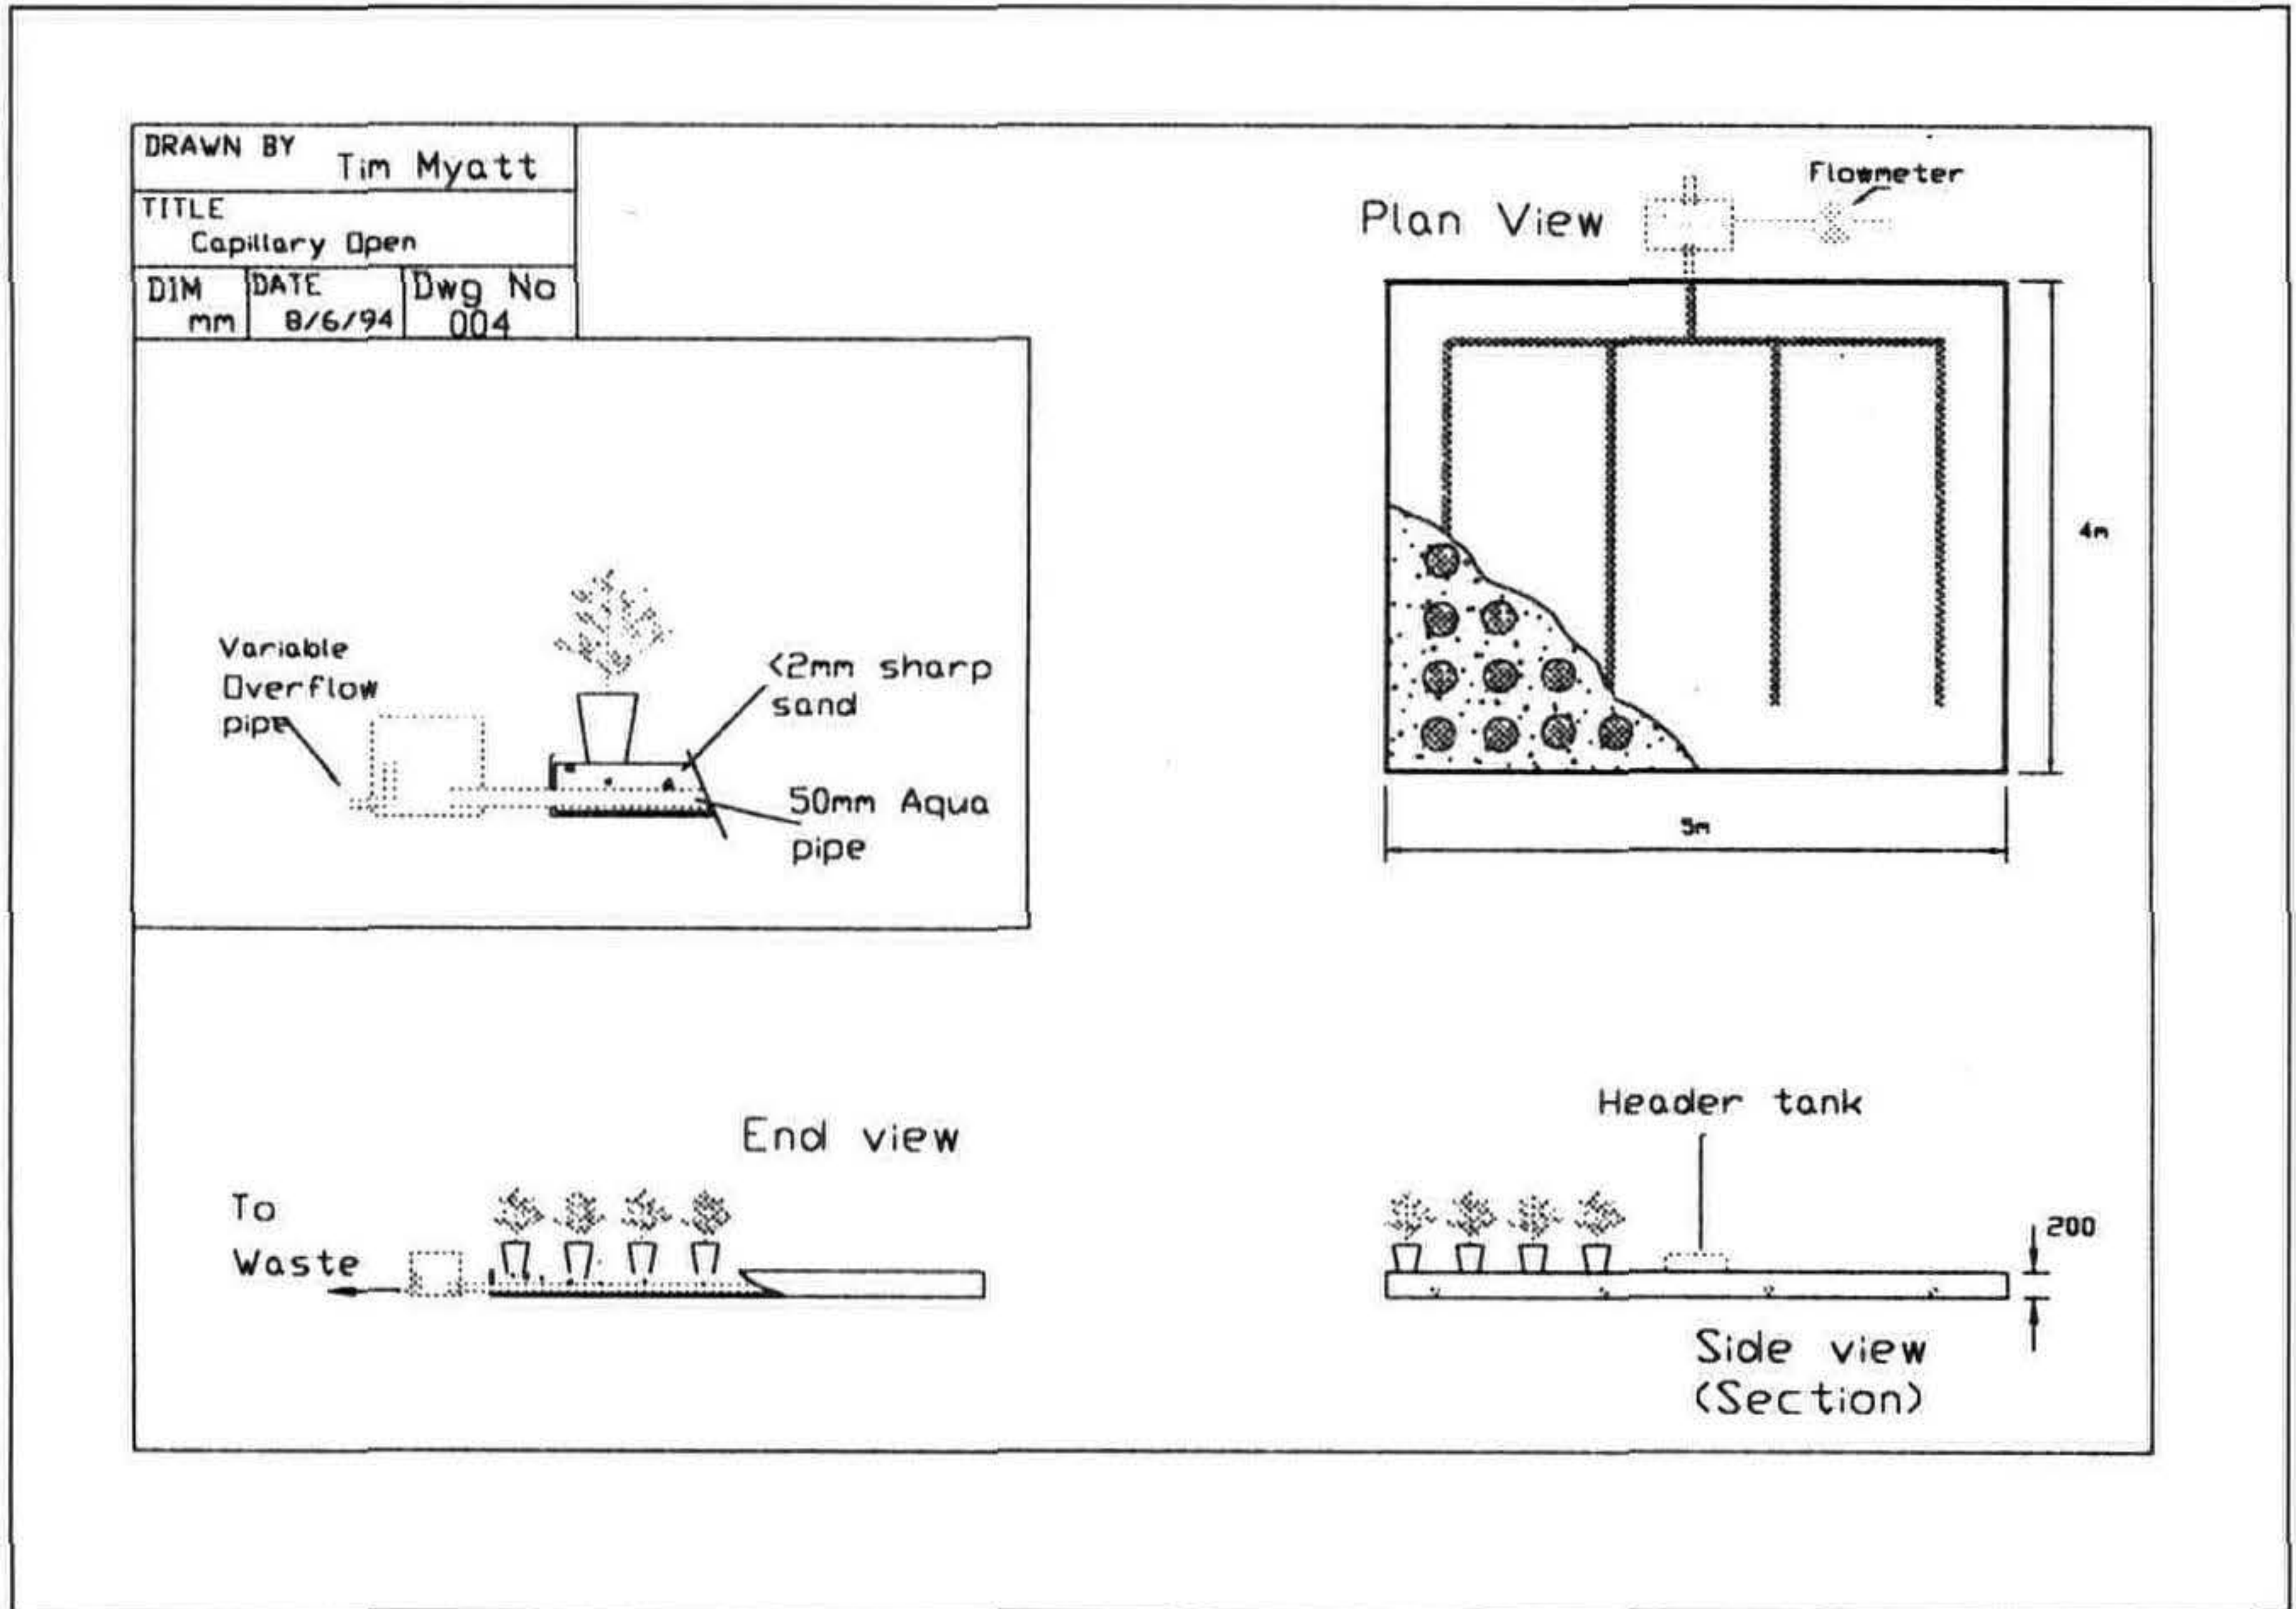 DRAWN BY Tim Myatt
TITLE
Capillary Open
DIM DATE Dwg No
mm 8/6/94 004
Variable
Overflow
pipe
<2mm sharp
sand
50mm Aqua
pipe
Plan View
Flowmeter
4m
5m
End view
To
Waste
Header tank
200
Side view
(Section)